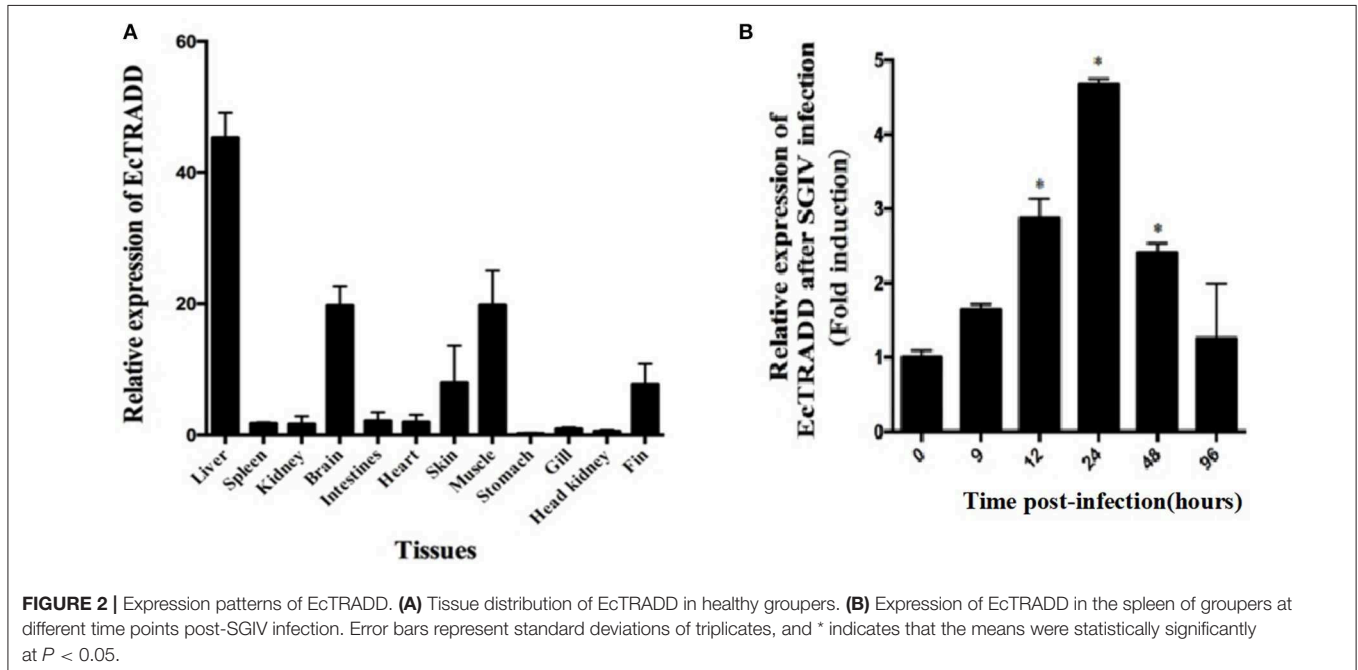 A
Relative expression of EcTRADD
60
40
20
0
Liver
Spleen
Kidney
Brain
Intestines
Heart
Skin
Muscle
Stomach
Gill
Head kidney
Fin
Tissues
B
Relative expression of
EcTRADD after SGIV infection
(Fold induction)
5
4
3
2
1
0
*
*
*
0
9
12
24
48
96
Time post-infection(hours)
FIGURE 2 | Expression patterns of EcTRADD. (A) Tissue distribution of EcTRADD in healthy groupers. (B) Expression of EcTRADD in the spleen of groupers at
different time points post-SGIV infection. Error bars represent standard deviations of triplicates, and * indicates that the means were statistically significantly
at P < 0.05.